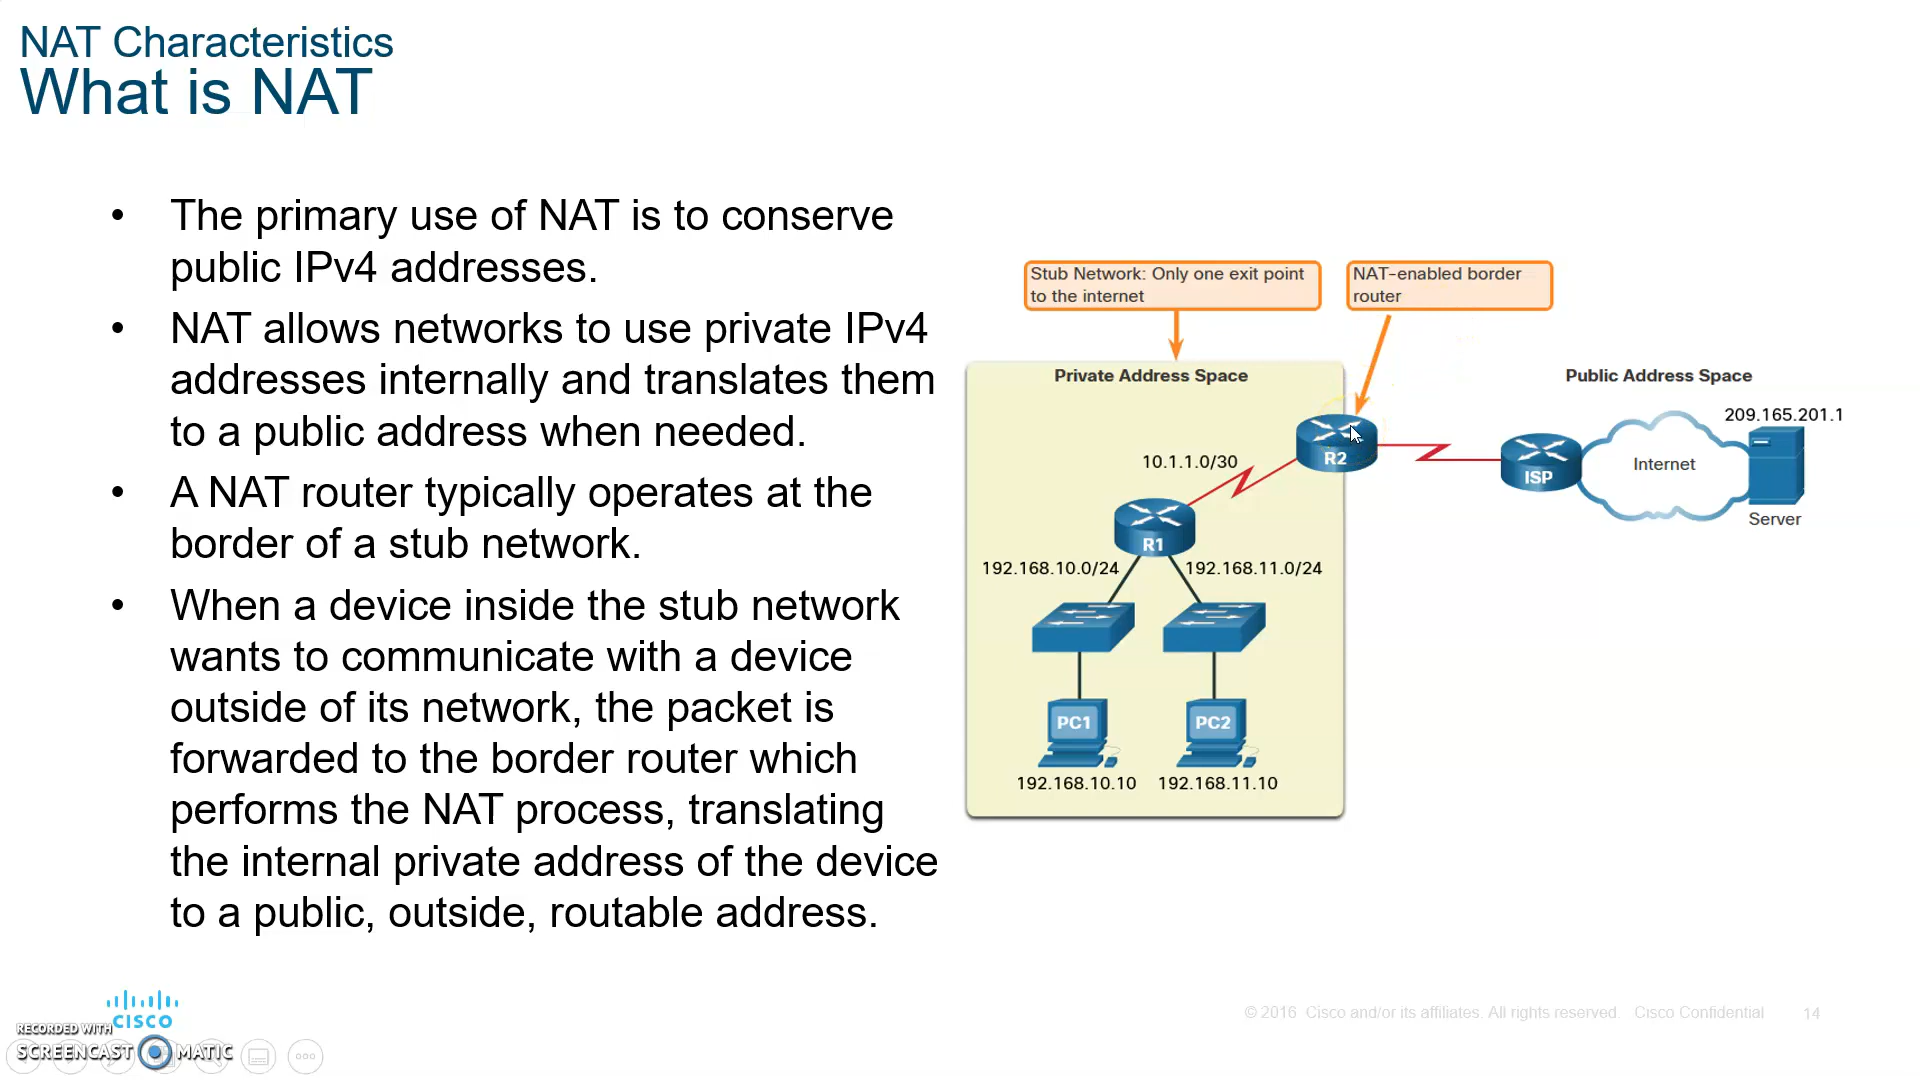 NAT Characteristics
What is NAT
• The primary use of NAT is to conserve
public IPv4 addresses.
• NAT allows networks to use private IPv4
addresses internally and translates them
to a public address when needed.
• A NAT router typically operates at the
border of a stub network.
• When a device inside the stub network
wants to communicate with a device
outside of its network, the packet is
forwarded to the border router which
performs the NAT process, translating
the internal private address of the device
to a public, outside, routable address.
Stub Network: Only one exit point
to the internet
NAT-enabled border
router
Private Address Space
Public Address Space
209.165.201.1
R2
10.1.1.0/30
ISP
Internet
Server
R1
192.168.10.0/24
192.168.11.0/24
PC1
PC2
192.168.10.10
192.168.11.10
CISCO
RECORDED WITH
SCREENCAST MATIC
© 2016 Cisco and/or its affiliates. All rights reserved. Cisco Confidential
14